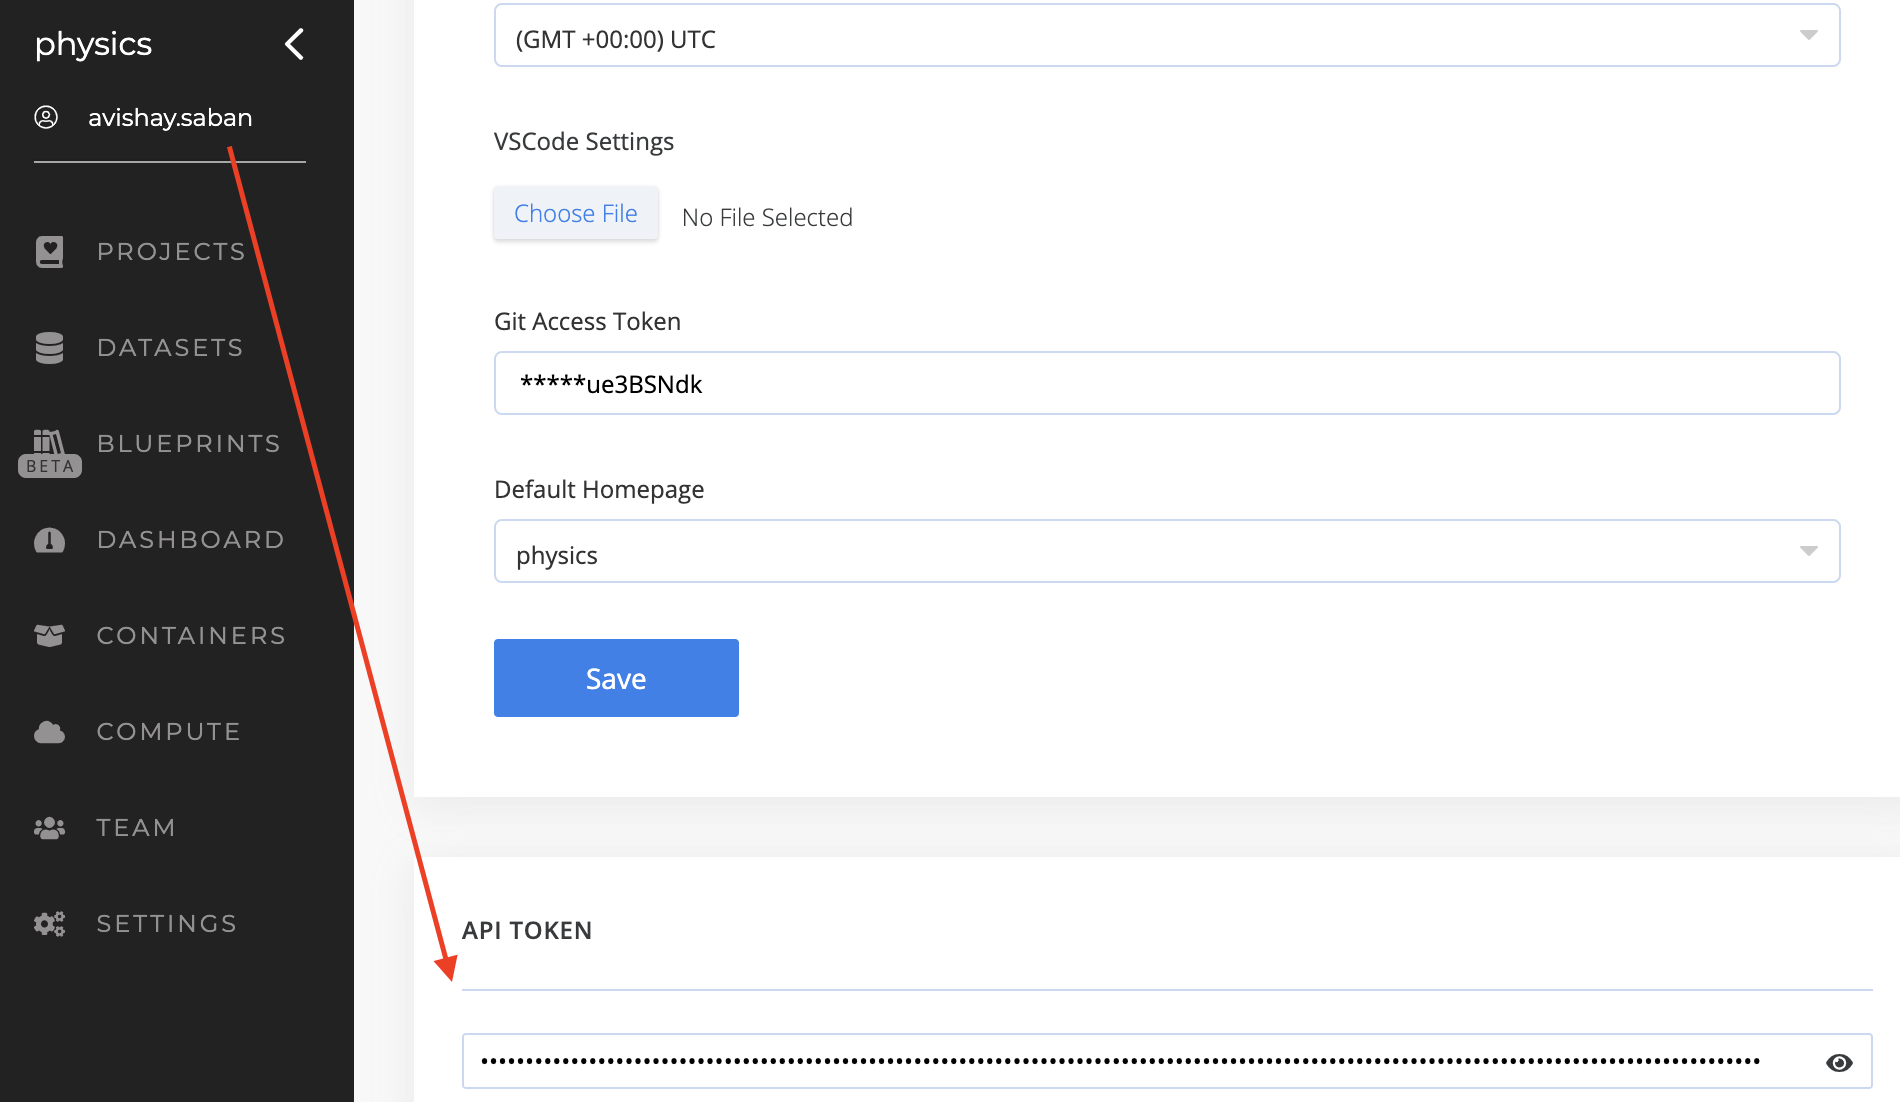 physics
avishay.saban
PROJECTS
DATASETS
BLUEPRINTS
BETA
DASHBOARD
CONTAINERS
COMPUTE
TEAM
SETTINGS
(GMT +00:00) UTC
VSCode Settings
Choose File
No File Selected
Git Access Token
*****ue3BSNdk
Default Homepage
physics
Save
API TOKEN